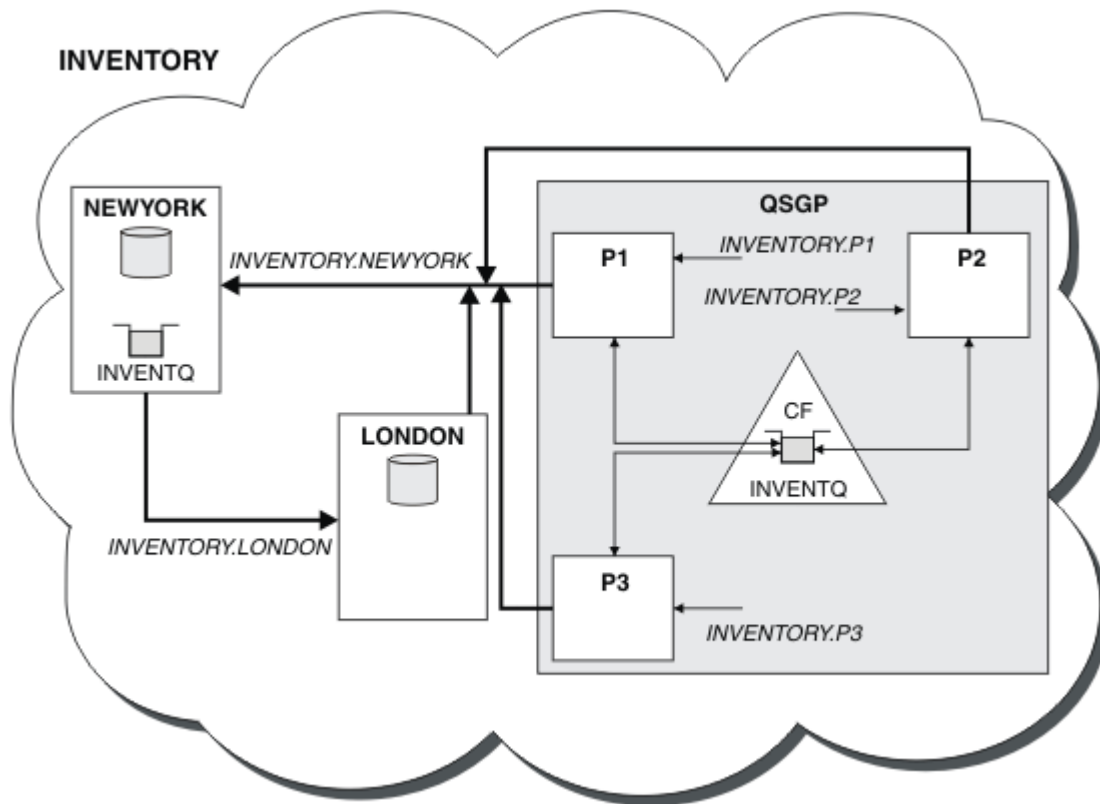 INVENTORY
QSGP
NEWYORK
INVENTORY.NEWYORK
P1
INVENTORY.P1
P2
INVENTORY.P2
INVENTQ
CF
INVENTQ
LONDON
INVENTORY.LONDON
P3
INVENTORY.P3